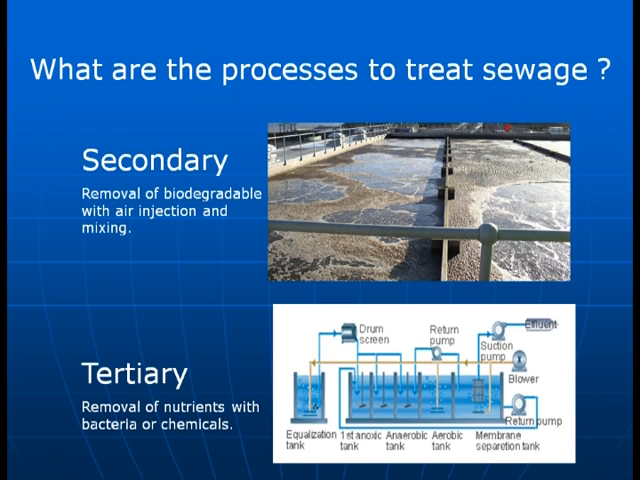 What are the processes to treat sewage ?
Secondary
Removal of biodegradable
with air injection and
mixing.
Tertiary
Removal of nutrients with
bacteria or chemicals.
Drum
screen
Return
pump
Effluent
Suction
pump
Blower
Return pump
Equalization
tank
1st anoxic
tank
Anaerobic
tank
Aerobic
tank
Membrane
separetion tank